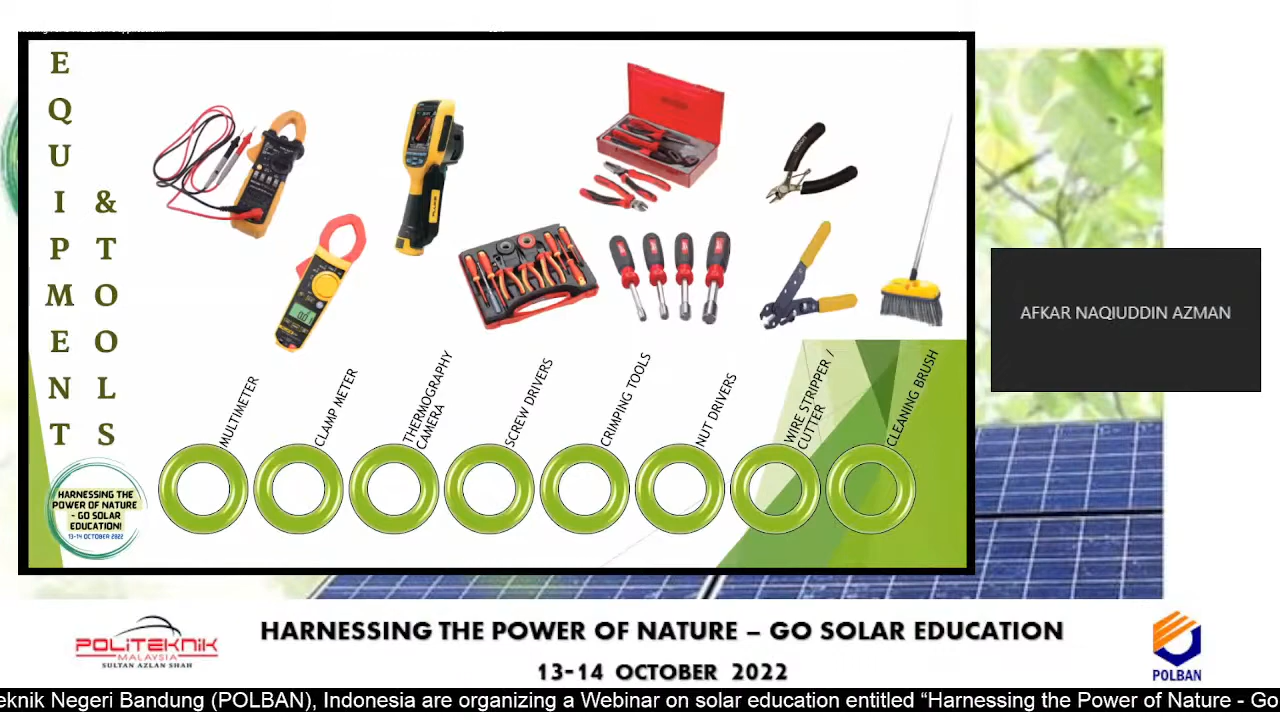 EQUIPMENT
&TOOLS
MULTIMETER
CLAMP METER
THERMOGRAPHY
CAMERA
SCREW DRIVERS
CRIMPING TOOLS
NUT DRIVERS
WIRE STRIPPER /
CUTTER
CLEANING BRUSH
HARNESSING THE
POWER OF NATURE
- GO SOLAR
EDUCATION!
13-14 OCTOBER 2022
AFKAR NAQIUDDIN AZMAN
POLITEKNIK
MALAYSIA
SULTAN AZLAN SHAH
HARNESSING THE POWER OF NATURE – GO SOLAR EDUCATION
13-14 OCTOBER 2022
POLBAN
eknik Negeri Bandung (POLBAN), Indonesia are organizing a Webinar on solar education entitled “Harnessing the Power of Nature - Go